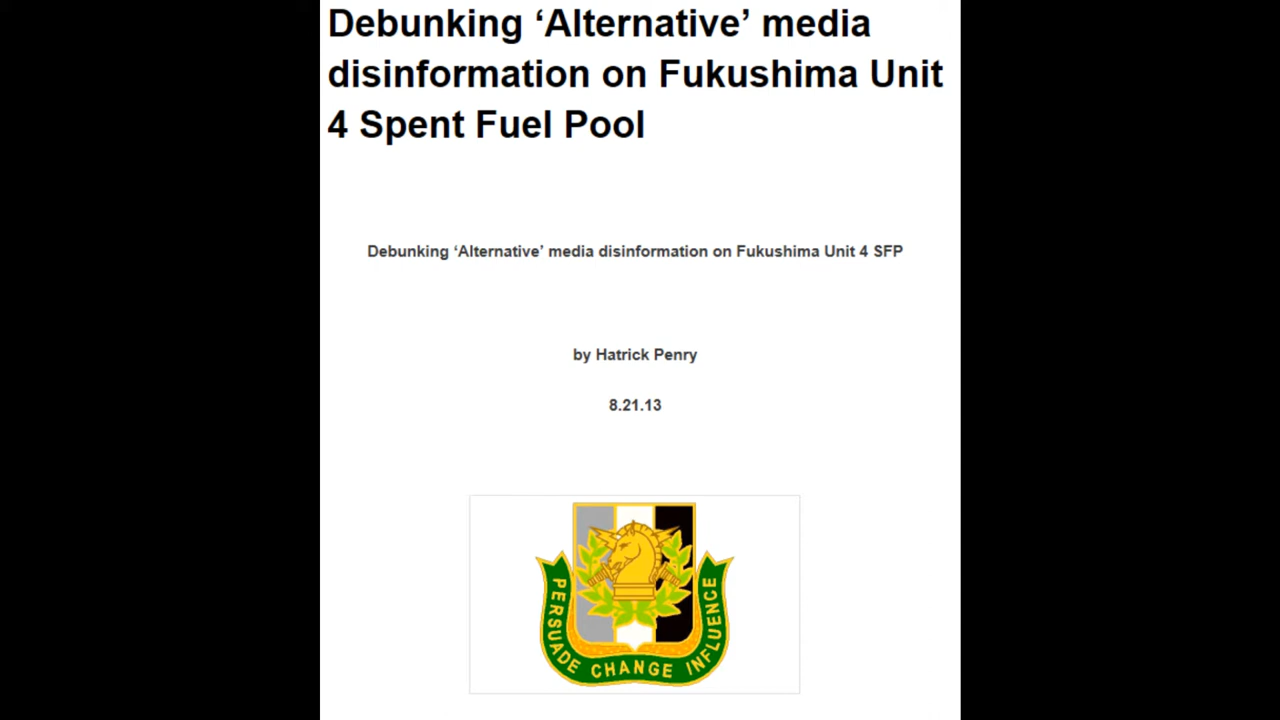 Debunking ‘Alternative’ media
disinformation on Fukushima Unit
4 Spent Fuel Pool
Debunking ‘Alternative’ media disinformation on Fukushima Unit 4 SFP
by Hatrick Penry
8.21.13
PERSUADE CHANGE INFLUENCE